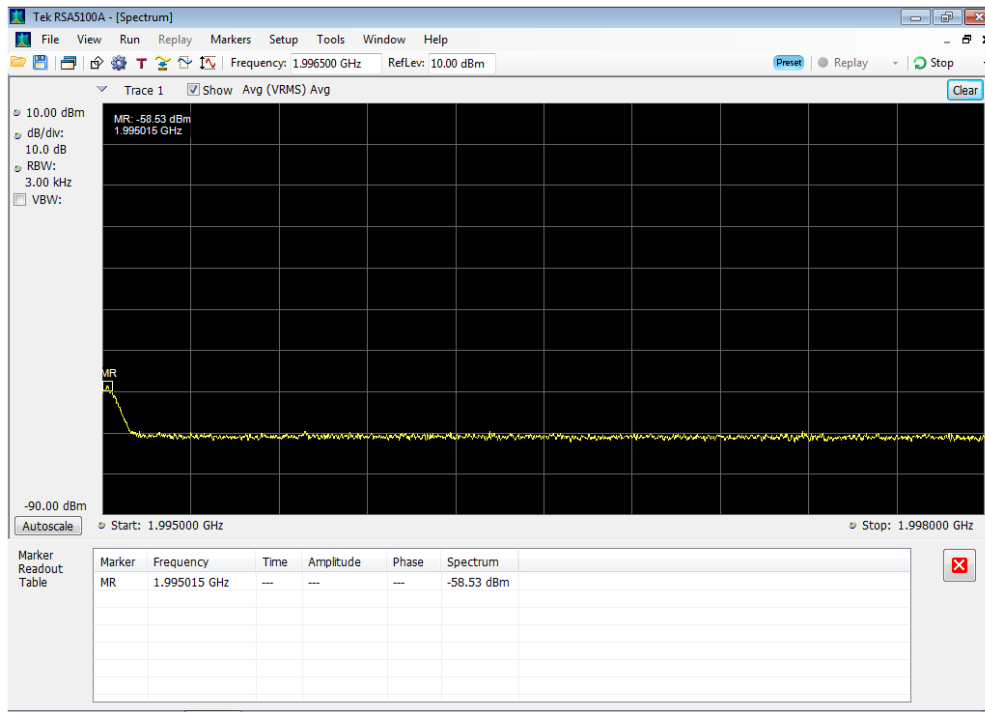 Tek RSA5100A - [Spectrum]
File View Run Replay Markers Setup Tools Window Help
T Frequency: 1.996500 GHz RefLev: 10.00 dBm Preset Replay Stop
Trace 1 Show Avg (VRMS) Avg Clear
10.00 dBm
dB/div:
10.0 dB
RBW:
3.00 kHz
VBW:
MR: -58.53 dBm
1.995015 GHz
MR
-90.00 dBm
Autoscale Start: 1.995000 GHz Stop: 1.998000 GHz
Marker
Readout
Table
Marker Frequency Time Amplitude Phase Spectrum
MR 1.995015 GHz --- --- --- -58.53 dBm